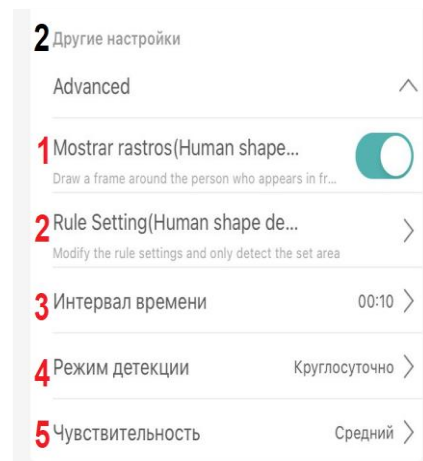 2 Другие настройки
Advanced
1 Mostrar rastros(Human shape...
Draw a frame around the person who appears in fr...
2 Rule Setting(Human shape de...
Modify the rule settings and only detect the set area
3 Интервал времени 00:10
4 Режим детекции Круглосуточно
5 Чувствительность Средний